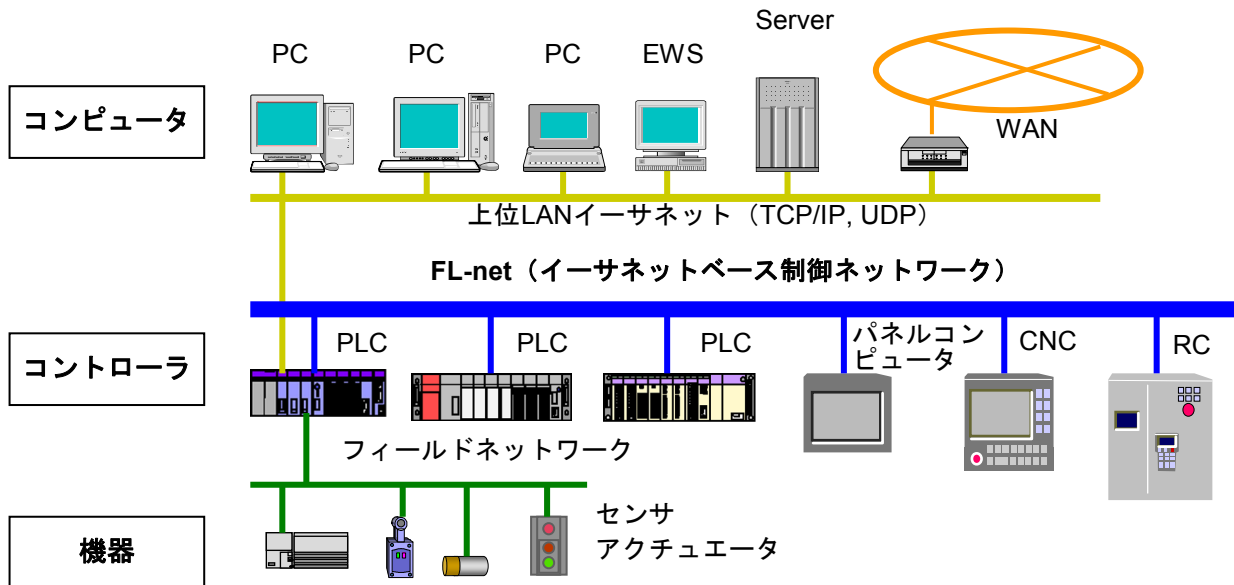 Server
PC
PC
PC
EWS
コンピュータ
WAN
上位LANイーサネット（TCP/IP, UDP）
FL-net（イーサネットベース制御ネットワーク）
コントローラ
PLC
PLC
PLC
パネルコン
ピュータ
CNC
RC
フィールドネットワーク
機器
センサ
アクチュエータ